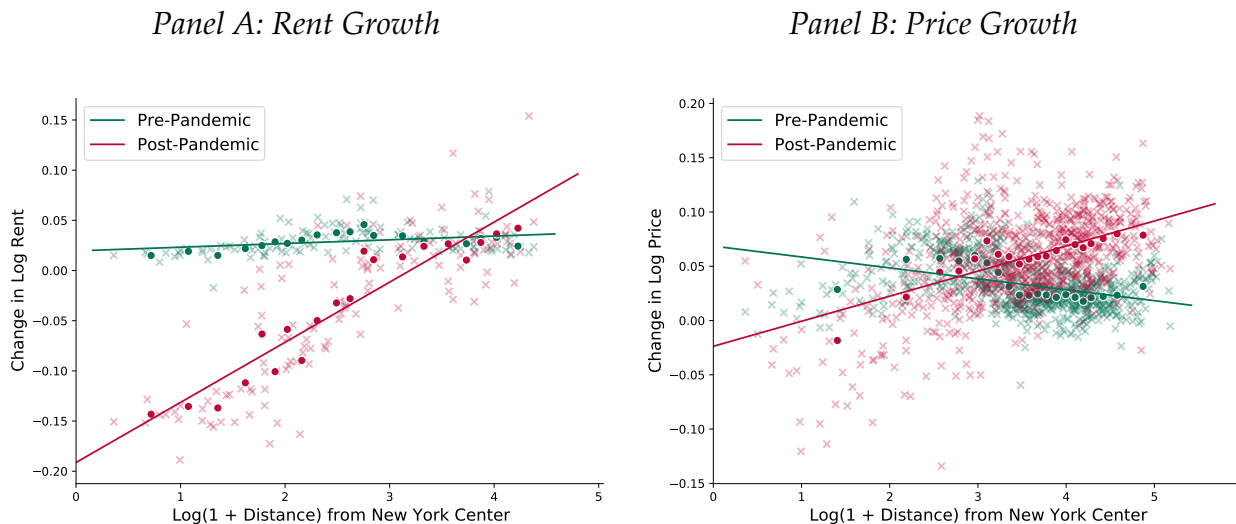 Panel A: Rent Growth
Panel B: Price Growth
Pre-Pandemic
Post-Pandemic
0.15
0.10
0.05
0.00
−0.05
−0.10
−0.15
−0.20
Change in Log Rent
0
1
2
3
4
5
Log(1 + Distance) from New York Center
Pre-Pandemic
Post-Pandemic
0.20
0.15
0.10
0.05
0.00
−0.05
−0.10
−0.15
Change in Log Price
0
1
2
3
4
5
Log(1 + Distance) from New York Center